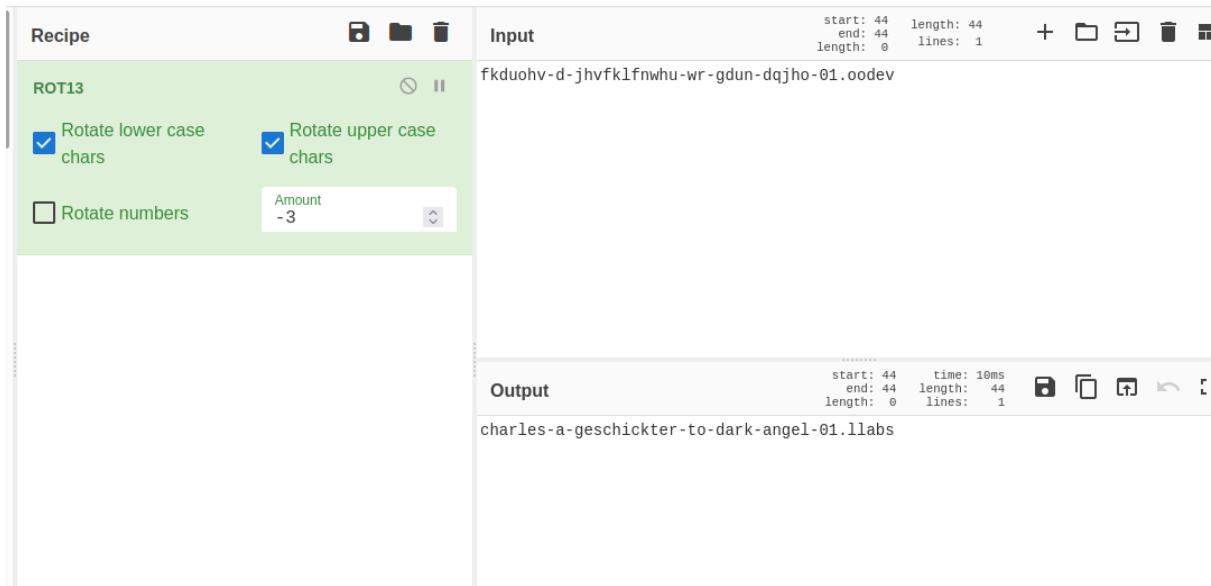 Recipe
ROT13
Rotate lower case chars
Rotate upper case chars
Rotate numbers
Amount
-3
Input
start: 44
end: 44
length: 0
length: 44
lines: 1
fkduohv-d-jhvfklfnwhu-wr-gdun-dqjho-01.oodev
Output
start: 44
end: 44
length: 0
time: 10ms
length: 44
lines: 1
charles-a-geschickter-to-dark-angel-01.llabs